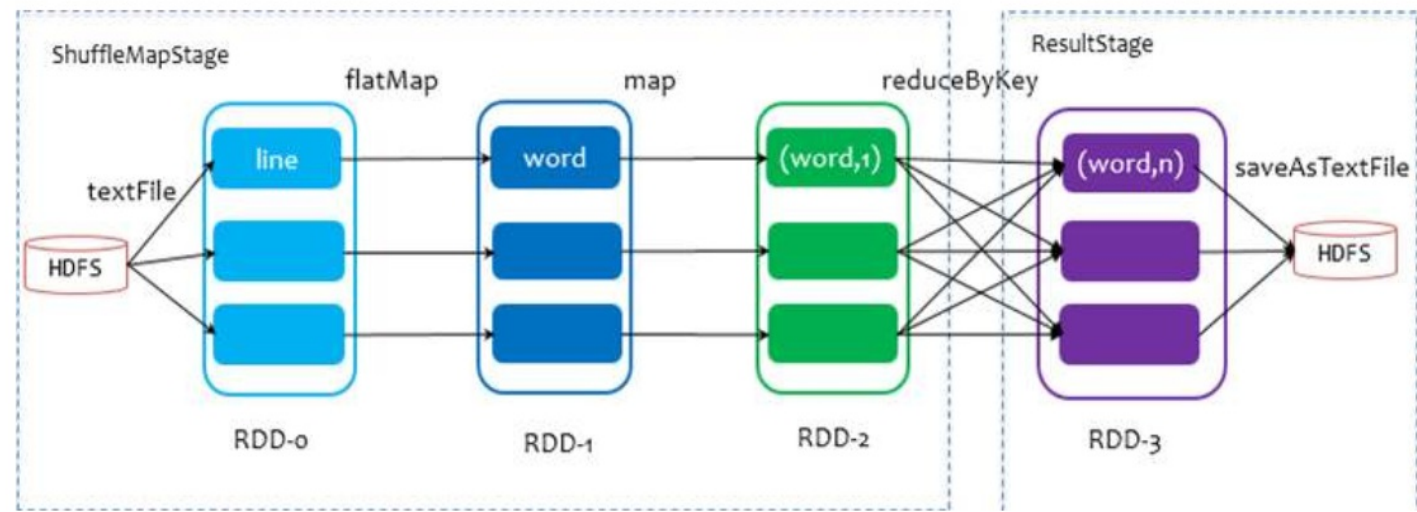 ShuffleMapStage
ResultStage
flatMap
map
reduceByKey
line
word
(word,1)
(word,n)
saveAsTextFile
textFile
HDFS
HDFS
RDD-0
RDD-1
RDD-2
RDD-3